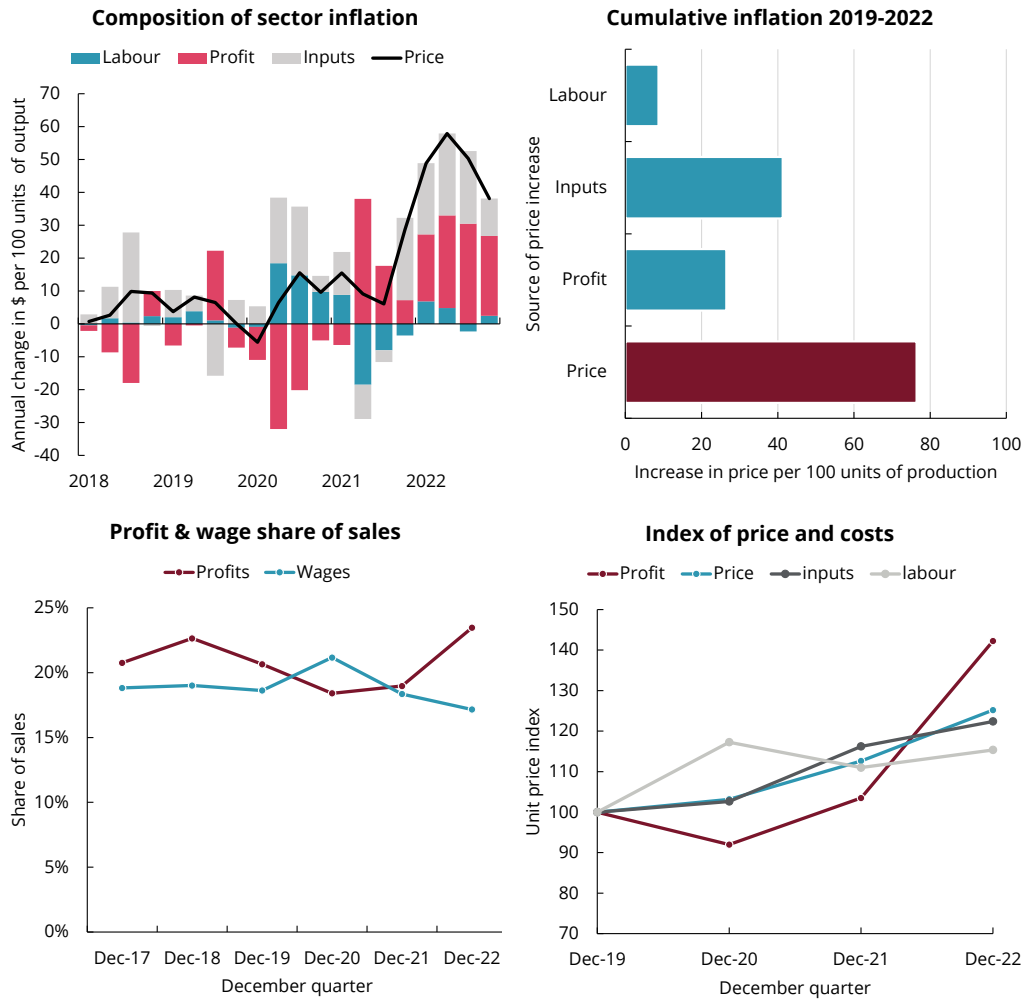 Composition of sector inflation
Labour Profit Inputs Price
Annual change in $ per 100 units of output
70
60
50
40
30
20
10
0
-10
-20
-30
-40
2018 2019 2020 2021 2022
Cumulative inflation 2019-2022
Source of price increase
Labour
Inputs
Profit
Price
0 20 40 60 80 100
Increase in price per 100 units of production
Profit & wage share of sales
Profits Wages
Share of sales
25%
20%
15%
10%
5%
0%
Dec-17 Dec-18 Dec-19 Dec-20 Dec-21 Dec-22
December quarter
Index of price and costs
Profit Price inputs labour
Unit price index
150
140
130
120
110
100
90
80
70
Dec-19 Dec-20 Dec-21 Dec-22
December quarter